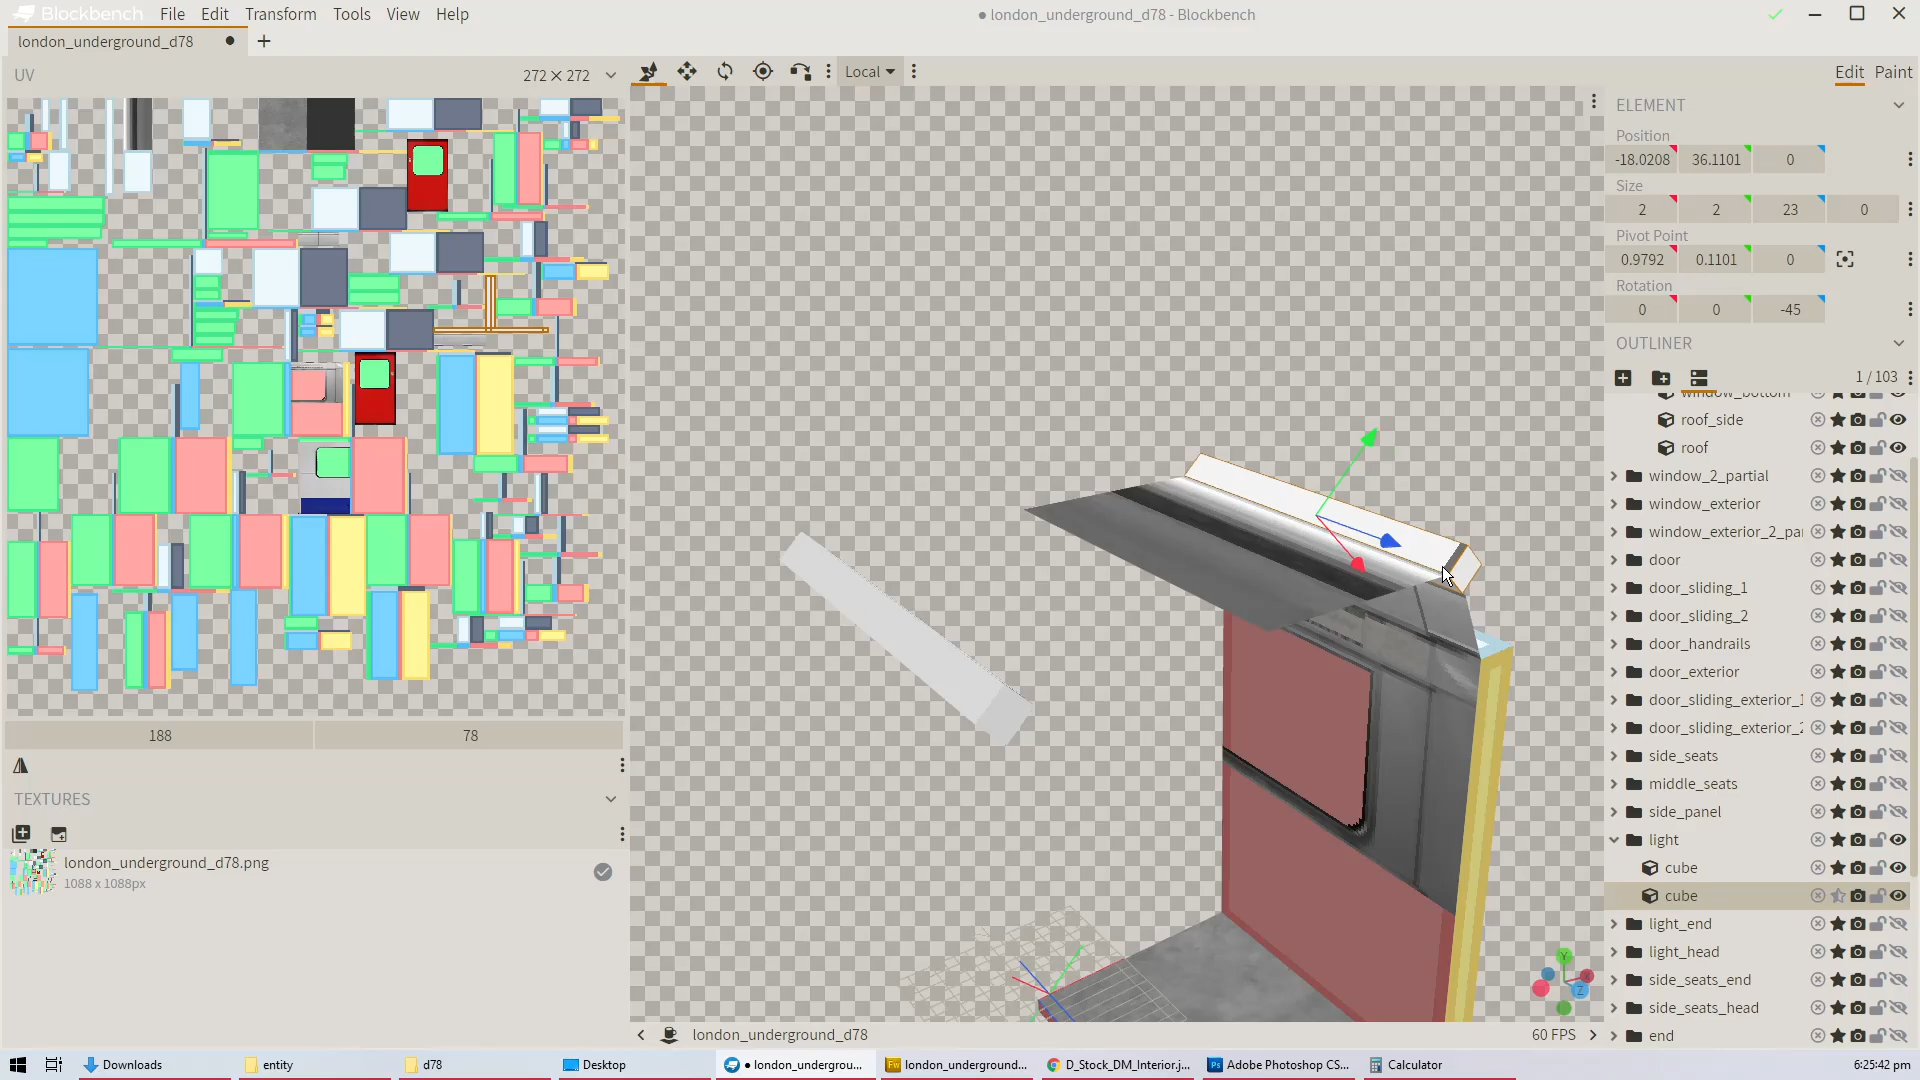 Blockbench
File Edit Transform Tools View Help
london_underground_d78 - Blockbench
london_underground_d78
UV
272 × 272
Local
Edit Paint
ELEMENT
Position
-18.0208 36.1101 0
Size
2 2 23 0
Pivot Point
0.9792 0.1101 0
Rotation
0 0 -45
OUTLINER
1 / 103
window_bottom
roof_side
roof
window_2_partial
window_exterior
window_exterior_2_pa
door
door_sliding_1
door_sliding_2
door_handrails
door_exterior
door_sliding_exterior_1
door_sliding_exterior_2
side_seats
middle_seats
side_panel
light
cube
cube
light_end
light_head
side_seats_end
side_seats_head
end
188 78
TEXTURES
london_underground_d78.png
1088 x 1088px
Y
Z
london_underground_d78
60 FPS
Downloads
entity
d78
Desktop
• london_undergrou...
london_underground...
D_Stock_DM_Interior.j...
Adobe Photoshop CS...
Calculator
6:25:42 pm